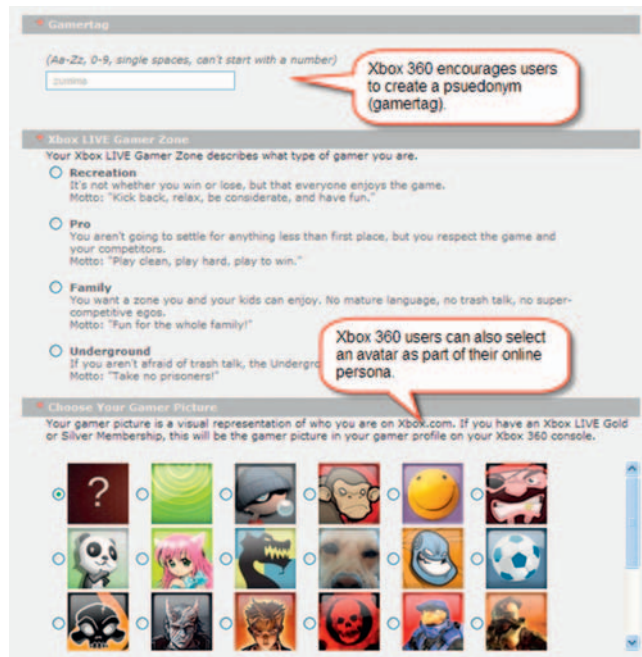 * Gamertag
(Aa-Zz, 0-9, single spaces, can't start with a number)
zumma
Xbox 360 encourages users
to create a psuedonym
(gamertag).
* Xbox LIVE Gamer Zone
Your Xbox LIVE Gamer Zone describes what type of gamer you are.
Recreation
It's not whether you win or lose, but that everyone enjoys the game.
Motto: "Kick back, relax, be considerate, and have fun."
Pro
You aren't going to settle for anything less than first place, but you respect the game and
your competitors.
Motto: "Play clean, play hard, play to win."
Family
You want a zone you and your kids can enjoy. No mature language, no trash talk, no super-
competitive egos.
Motto: "Fun for the whole family!"
Xbox 360 users can also select
an avatar as part of their online
persona.
Underground
If you aren't afraid of trash talk, the Undergr
Motto: "Take no prisoners!"
* Choose Your Gamer Picture
Your gamer picture is a visual representation of who you are on Xbox.com. If you have an Xbox LIVE Gold
or Silver Membership, this will be the gamer picture in your gamer profile on your Xbox 360 console.
?